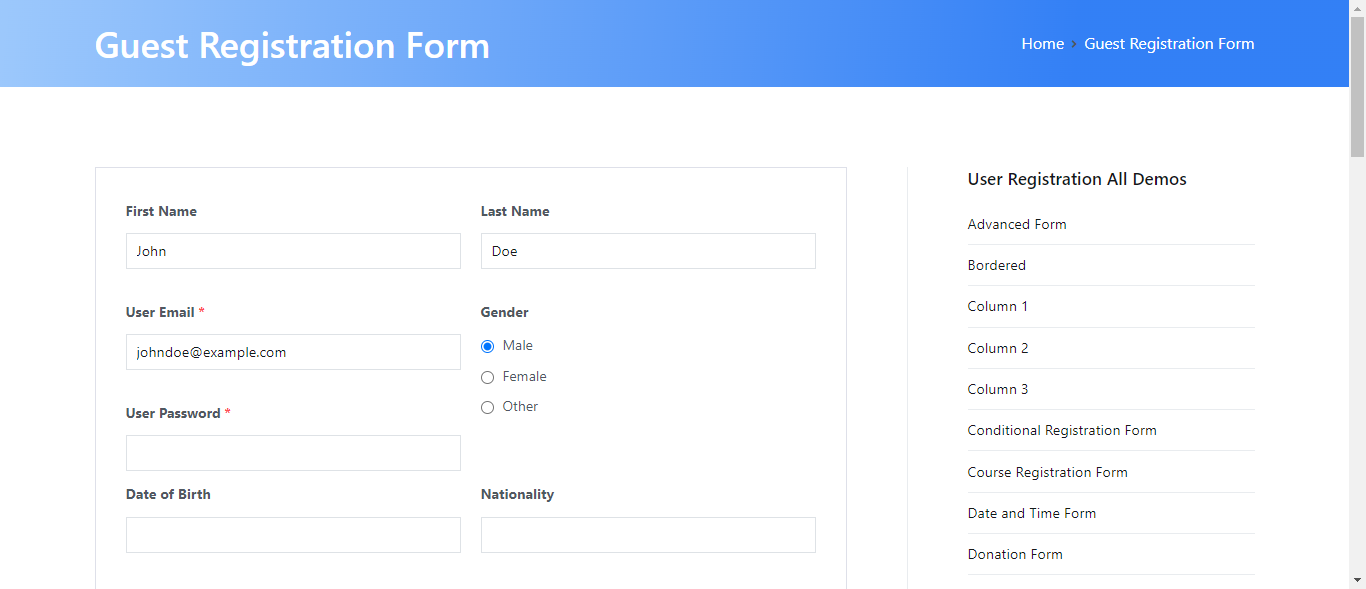 Guest Registration Form
Home › Guest Registration Form
First Name
Last Name
John
Doe
User Email *
Gender
johndoe@example.com
Male
Female
Other
User Password *
Date of Birth
Nationality
User Registration All Demos
Advanced Form
Bordered
Column 1
Column 2
Column 3
Conditional Registration Form
Course Registration Form
Date and Time Form
Donation Form